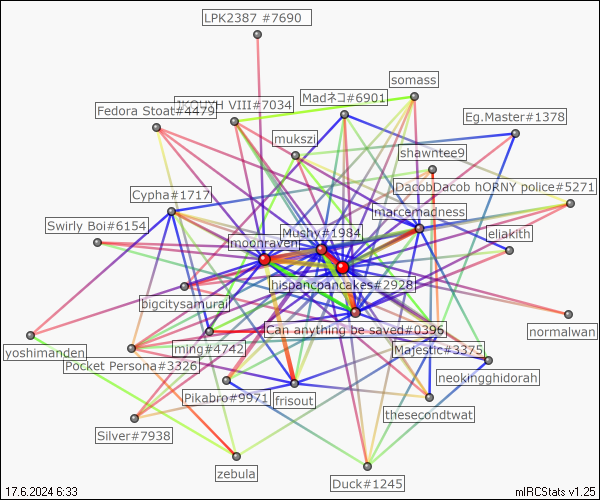 LPK2387 #7690
somass
Madネコ#6901
VIII#7034
Fedora Stoat#4479
Eg.Master#1378
mukszi
shawntee9
DacobDacob hORNY police#5271
Cypha#1717
marcemadness
Swirly Boi#6154
Mushy#1984
eliakith
moonraven
hispancpancakes#2928
bigcitysamurai
Can anything be saved#0396
normalwan
yoshimanden
ming#4742
Majestic#3375
Pocket Persona#3326
neokingghidorah
Pikabro#9971
frisout
thesecondtwat
Silver#7938
zebula
Duck#1245
17.6.2024 6:33
mIRCStats v1.25